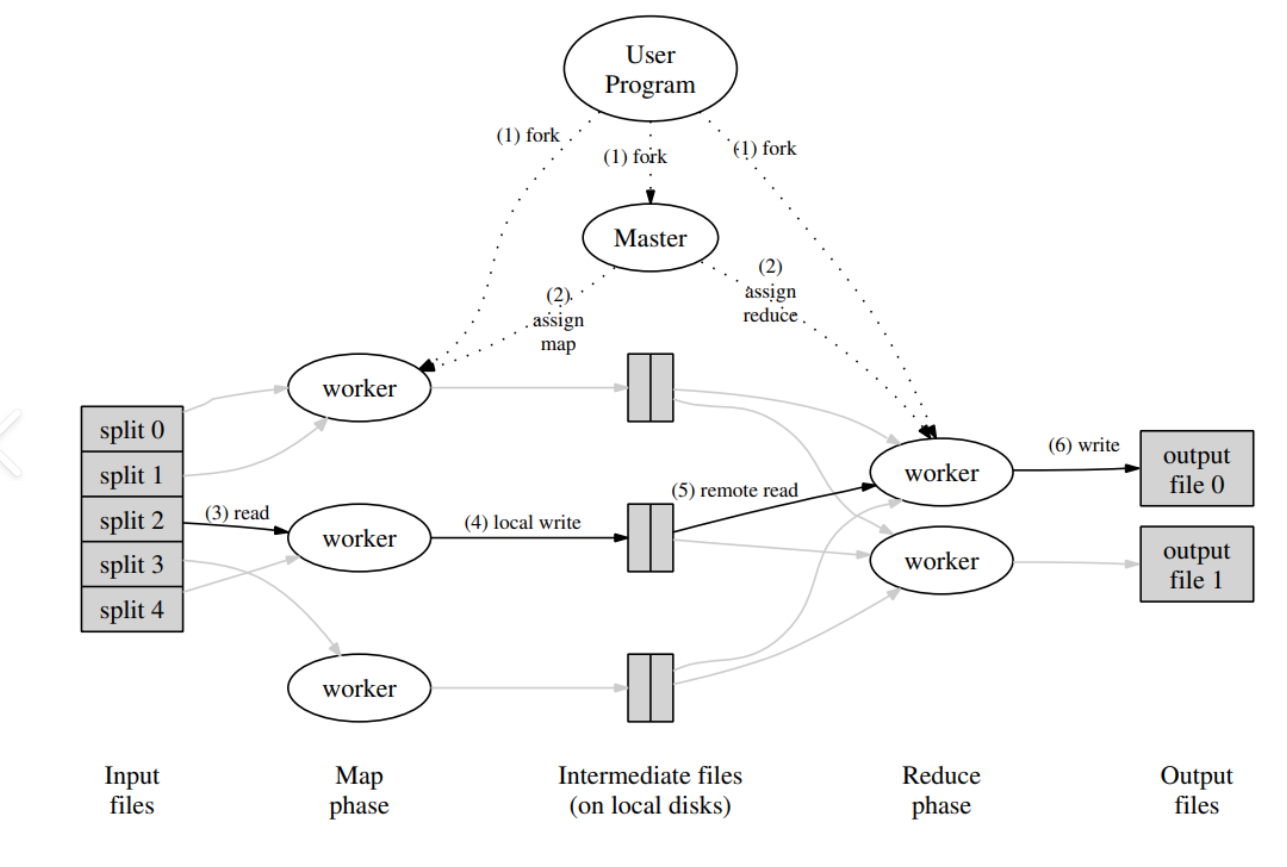 User
Program
(1) fork
(1) fork
(1) fork
Master
(2)
assign
map
(2)
assign
reduce
worker
split 0
split 1
split 2
split 3
split 4
(3) read
worker
(4) local write
(5) remote read
worker
(6) write
output
file 0
worker
output
file 1
worker
Input
files
Map
phase
Intermediate files
(on local disks)
Reduce
phase
Output
files